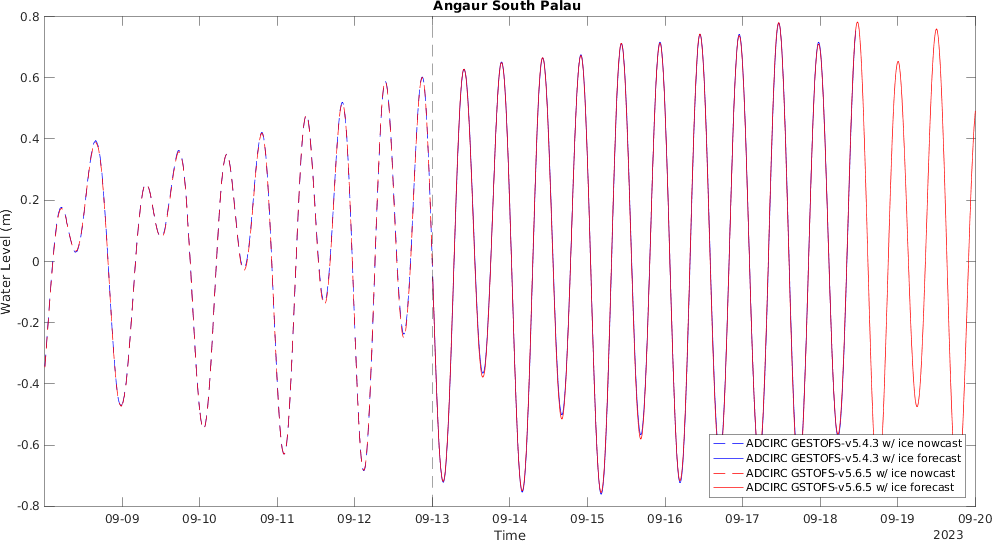 Angaur South Palau
0.8
0.6
0.4
0.2
0
-0.2
-0.4
-0.6
-0.8
Water Level (m)
ADCIRC GESTOFS-v5.4.3 w/ ice nowcast
ADCIRC GESTOFS-v5.4.3 w/ ice forecast
ADCIRC GSTOFS-v5.6.5 w/ ice nowcast
ADCIRC GSTOFS-v5.6.5 w/ ice forecast
09-09 09-10 09-11 09-12 09-13 09-14 09-15 09-16 09-17 09-18 09-19 09-20
Time
2023